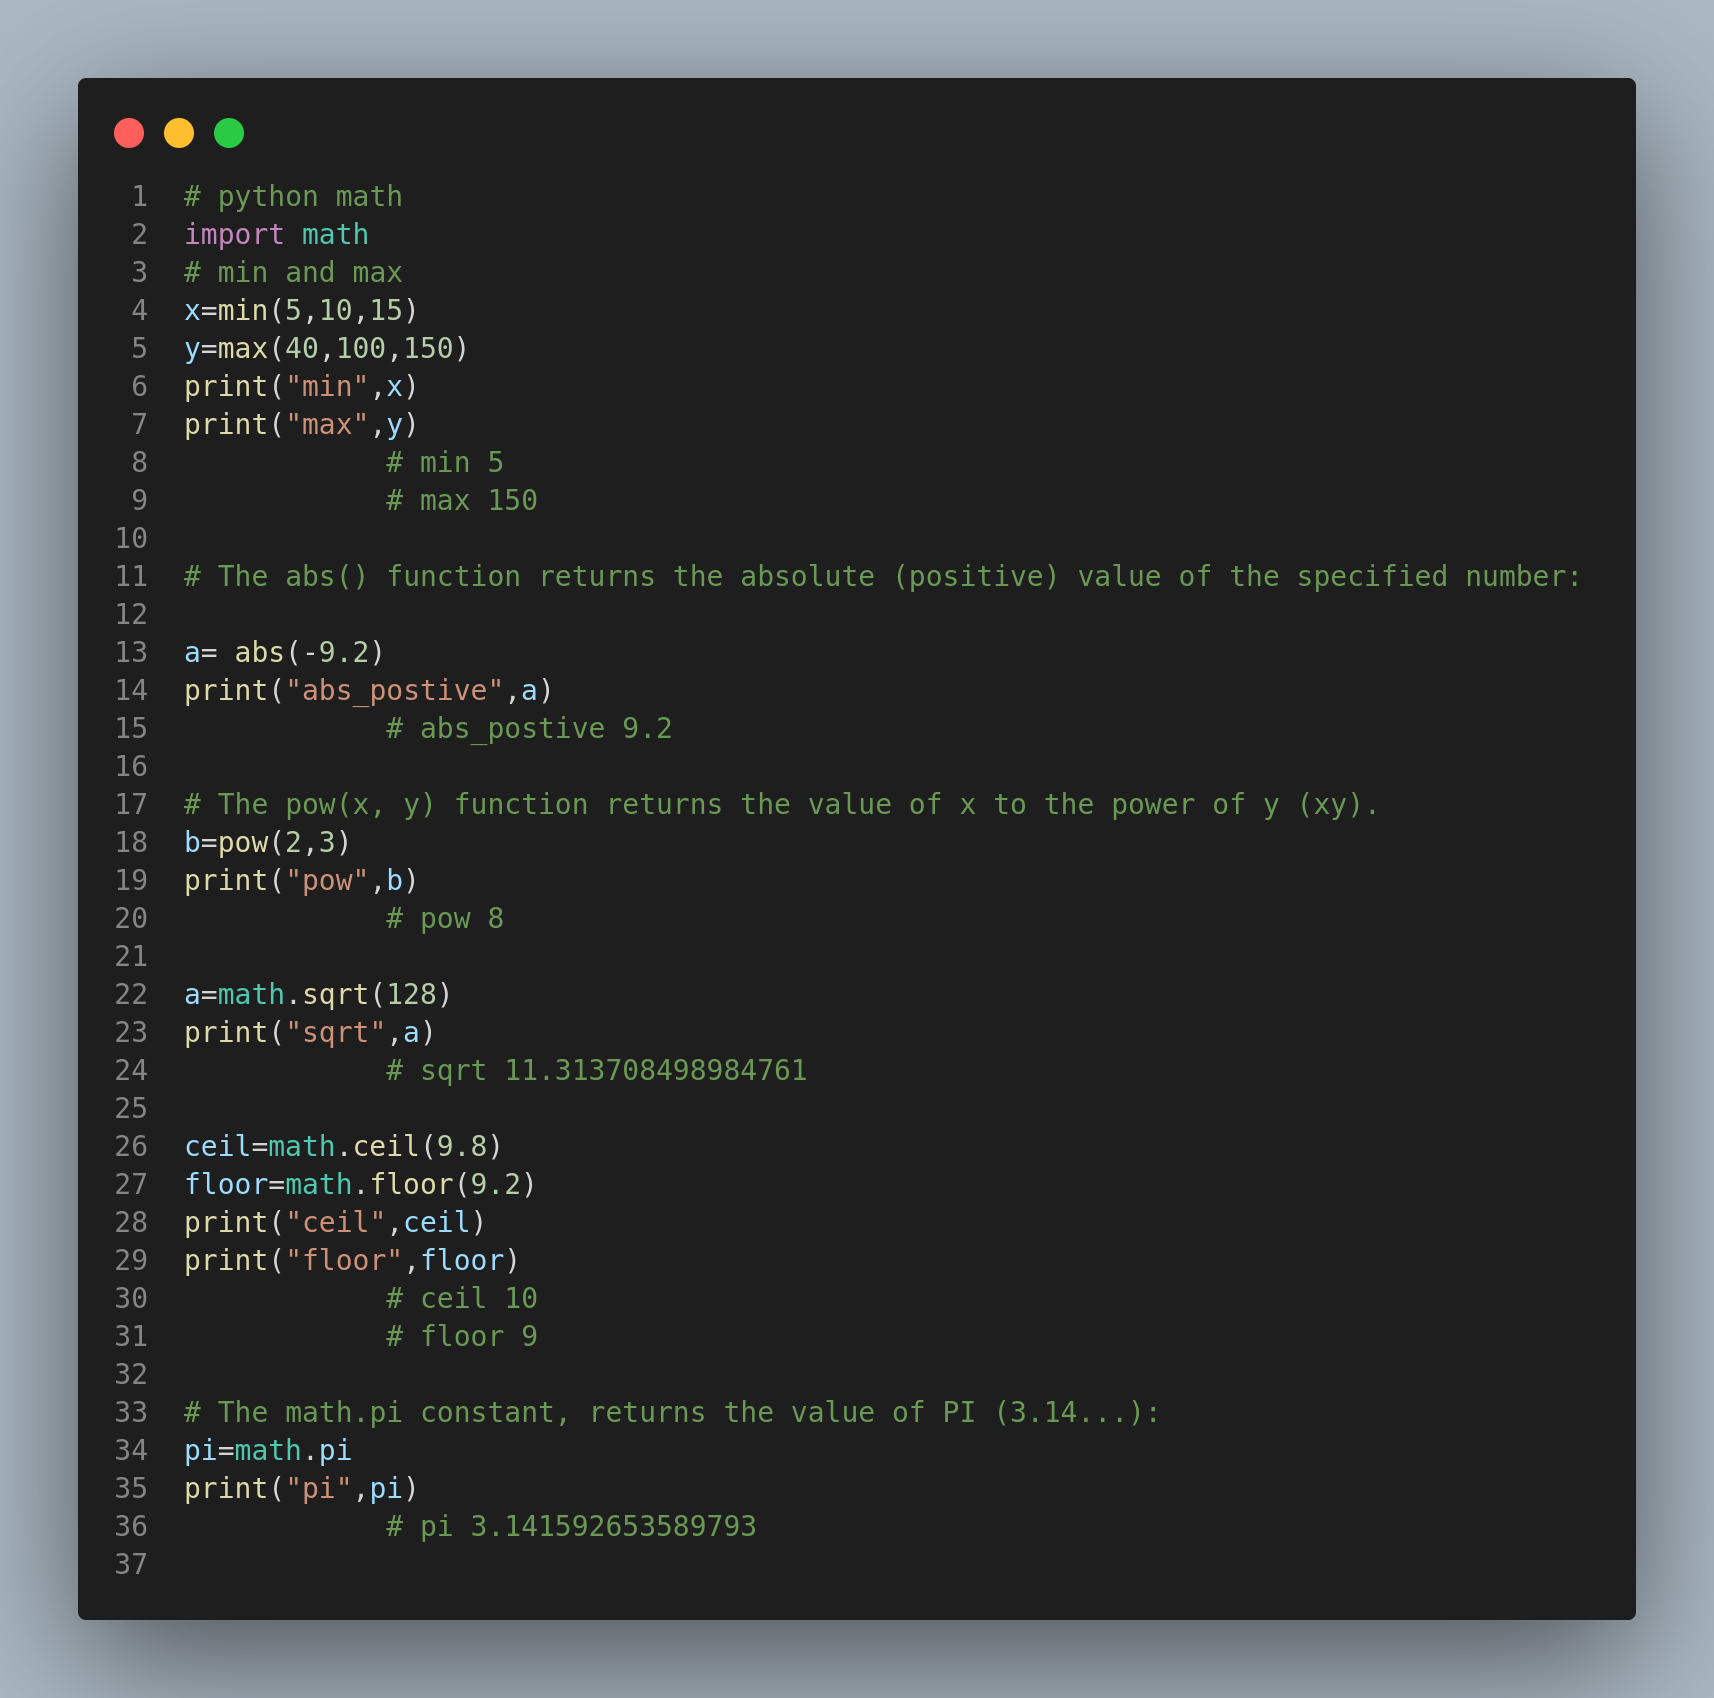 1 # python math
2 import math
3 # min and max
4 x=min(5,10,15)
5 y=max(40,100,150)
6 print("min",x)
7 print("max",y)
8             # min 5
9             # max 150
10
11 # The abs() function returns the absolute (positive) value of the specified number:
12
13 a= abs(-9.2)
14 print("abs_postive",a)
15             # abs_postive 9.2
16
17 # The pow(x, y) function returns the value of x to the power of y (xy).
18 b=pow(2,3)
19 print("pow",b)
20             # pow 8
21
22 a=math.sqrt(128)
23 print("sqrt",a)
24             # sqrt 11.313708498984761
25
26 ceil=math.ceil(9.8)
27 floor=math.floor(9.2)
28 print("ceil",ceil)
29 print("floor",floor)
30             # ceil 10
31             # floor 9
32
33 # The math.pi constant, returns the value of PI (3.14...):
34 pi=math.pi
35 print("pi",pi)
36             # pi 3.141592653589793
37